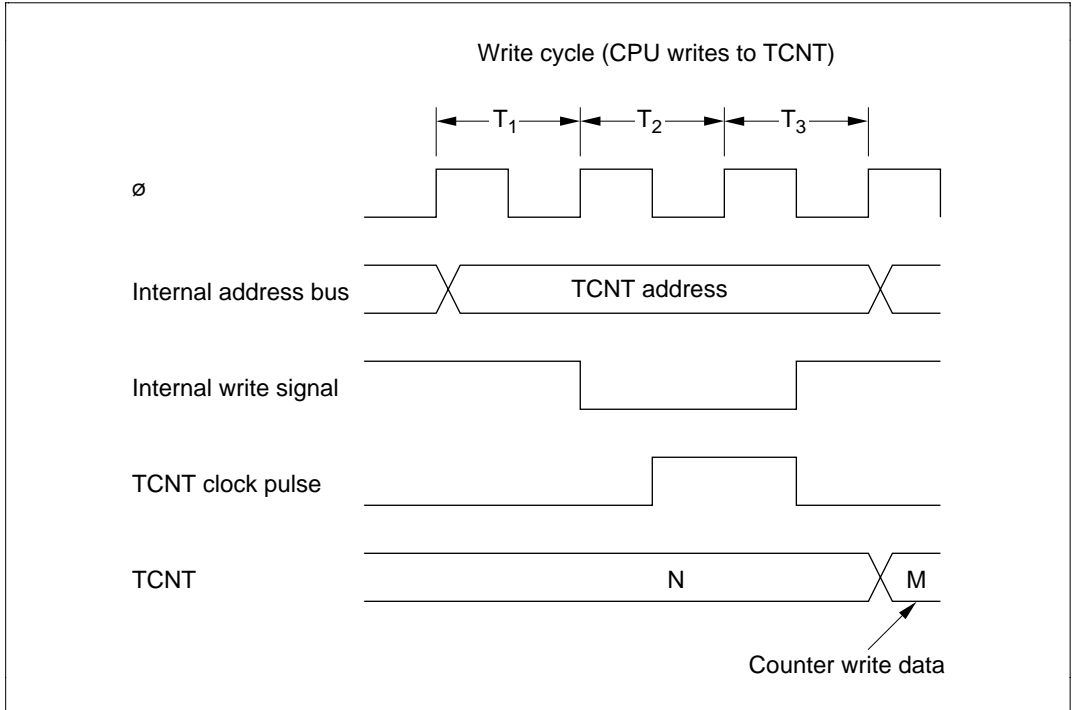 Write cycle (CPU writes to TCNT)
T₁ T₂ T₃
ø
Internal address bus TCNT address
Internal write signal
TCNT clock pulse
TCNT N M
Counter write data